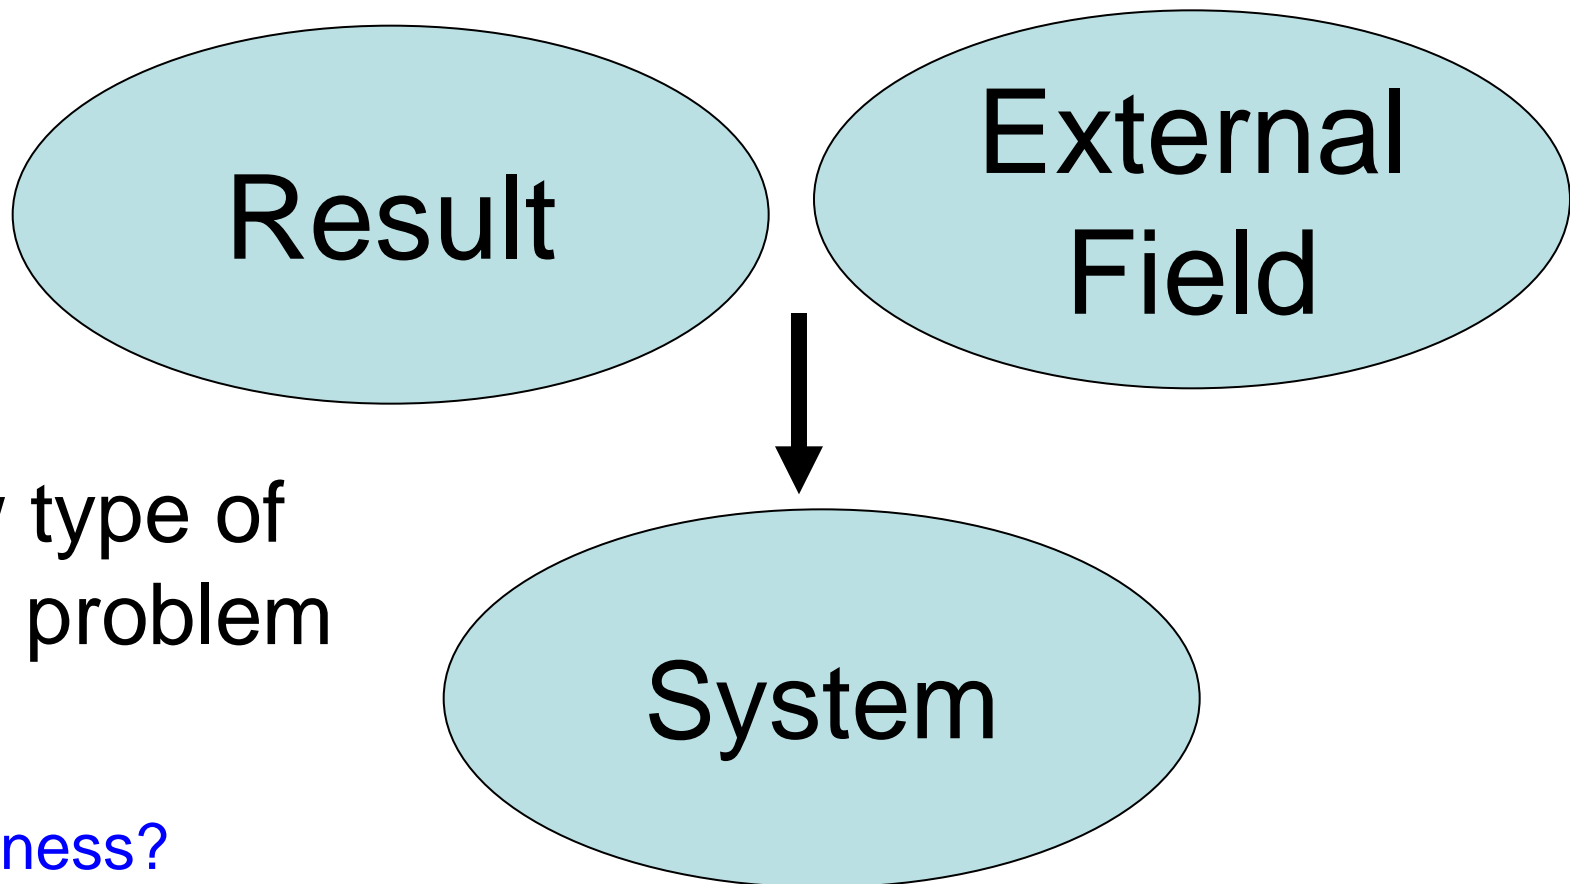 Result
External
Field
type of
problem
System
ness?